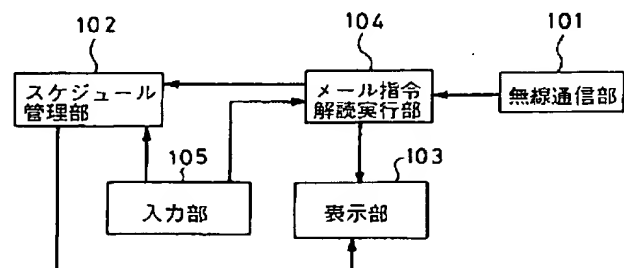 102
104
101
スケジュール
管理部
メール指令
解読実行部
無線通信部
105
103
入力部
表示部